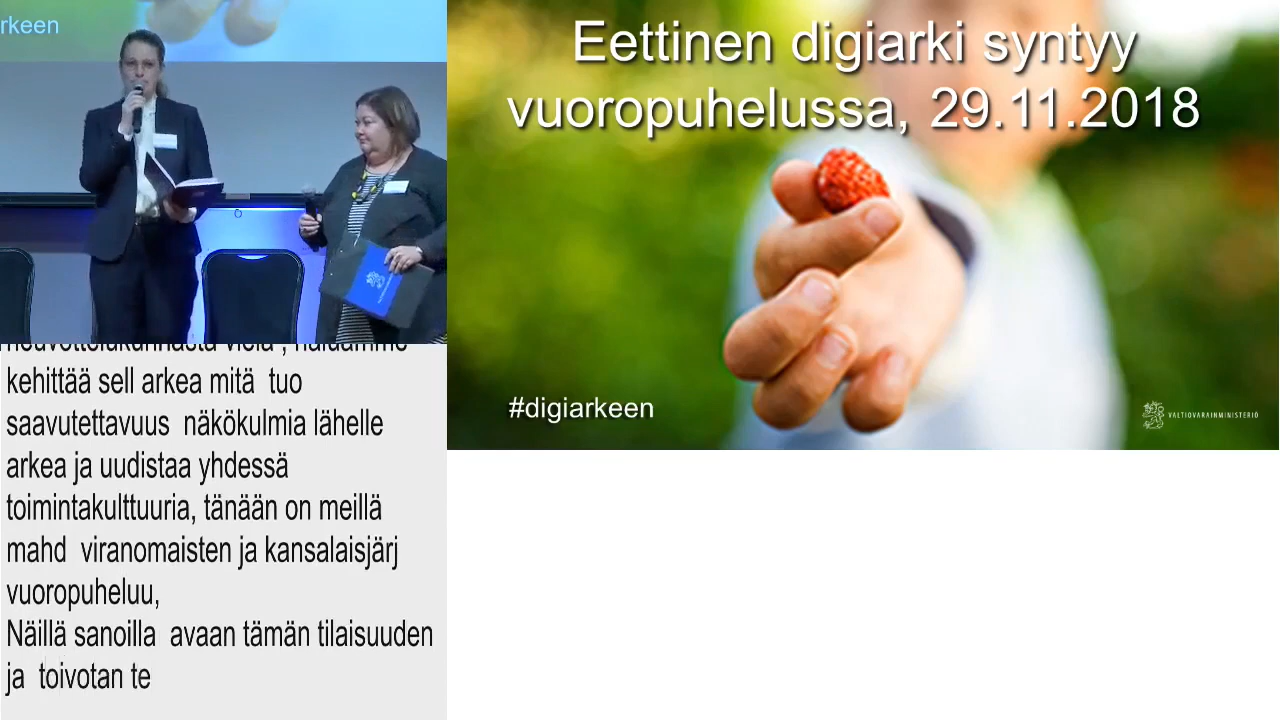 rkeen
Eettinen digiarki syntyy
vuoropuhelussa, 29.11.2018
#digiarkeen
VALTIOVARAINMINISTERIÖ
kehittää sell arkea mitä  tuo
saavutettavuus  näkökulmia lähelle
arkea ja uudistaa yhdessä
toimintakulttuuria, tänään on meillä
mahd  viranomaisten ja kansalaisjärj
vuoropuheluu,
Näillä sanoilla  avaan tämän tilaisuuden
ja  toivotan te